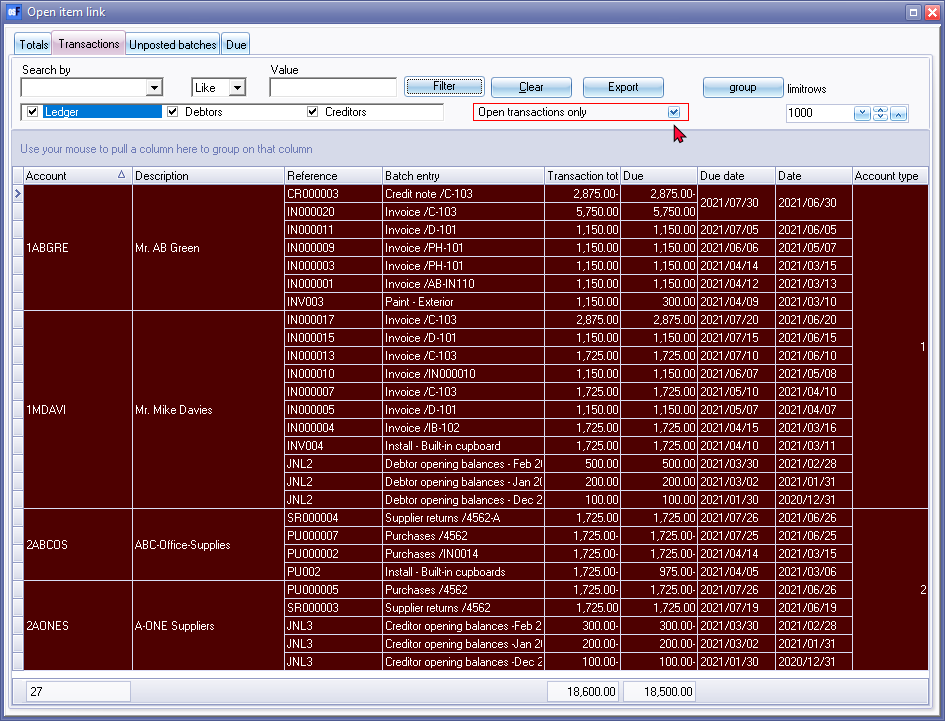 Open item link
Totals Transactions Unposted batches Due
Search by Value
Like Filter Clear Export group limitrows
Ledger Debtors Creditors Open transactions only 1000
Use your mouse to pull a column here to group on that column
Account Description Reference Batch entry Transaction tot Due Due date Date Account type
CR000003 Credit note /C-103 2,875.00- 2,875.00- 2021/07/30 2021/06/30
IN000020 Invoice /C-103 5,750.00 5,750.00
IN000011 Invoice /D-101 1,150.00 1,150.00 2021/07/05 2021/06/05
1ABGRE Mr. AB Green IN000009 Invoice /PH-101 1,150.00 1,150.00 2021/06/06 2021/05/07
IN000003 Invoice /PH-101 1,150.00 1,150.00 2021/04/14 2021/03/15
IN000001 Invoice /AB-IN110 1,150.00 1,150.00 2021/04/12 2021/03/13
INV003 Paint - Exterior 1,150.00 300.00 2021/04/09 2021/03/10
IN000017 Invoice /C-103 2,875.00 2,875.00 2021/07/20 2021/06/20
IN000015 Invoice /D-101 1,150.00 1,150.00 2021/07/15 2021/06/15
IN000013 Invoice /C-103 1,725.00 1,725.00 2021/07/10 2021/06/10 1
IN000010 Invoice /IN000010 1,150.00 1,150.00 2021/06/07 2021/05/08
IN000007 Invoice /C-103 1,725.00 1,725.00 2021/05/10 2021/04/10
1MDAVI Mr. Mike Davies IN000005 Invoice /D-101 1,150.00 1,150.00 2021/05/07 2021/04/07
IN000004 Invoice /IB-102 1,725.00 1,725.00 2021/04/15 2021/03/16
INV004 Install - Built-in cupboard 1,725.00 1,725.00 2021/04/10 2021/03/11
JNL2 Debtor opening balances - Feb 20 500.00 500.00 2021/03/30 2021/02/28
JNL2 Debtor opening balances - Jan 20 200.00 200.00 2021/03/02 2021/01/31
JNL2 Debtor opening balances - Dec 2 100.00 100.00 2021/01/30 2020/12/31
SR000004 Supplier returns /4562-A 1,725.00 1,725.00 2021/07/26 2021/06/26
PU000007 Purchases /4562 1,725.00- 1,725.00- 2021/07/25 2021/06/25
2ABCOS ABC-Office-Supplies
PU000002 Purchases /IN0014 1,725.00- 1,725.00- 2021/04/14 2021/03/15
PU002 Install - Built-in cupboards 1,725.00- 975.00- 2021/04/05 2021/03/06
PU000005 Purchases /4562 1,725.00- 1,725.00- 2021/07/26 2021/06/26 2
SR000003 Supplier returns /4562 1,725.00 1,725.00 2021/07/19 2021/06/19
2AONES A-ONE Suppliers JNL3 Creditor opening balances -Feb 2 300.00- 300.00- 2021/03/30 2021/02/28
JNL3 Creditor opening balances -Jan 20 200.00- 200.00- 2021/03/02 2021/01/31
JNL3 Creditor opening balances -Dec 2 100.00- 100.00- 2021/01/30 2020/12/31
27 18,600.00 18,500.00